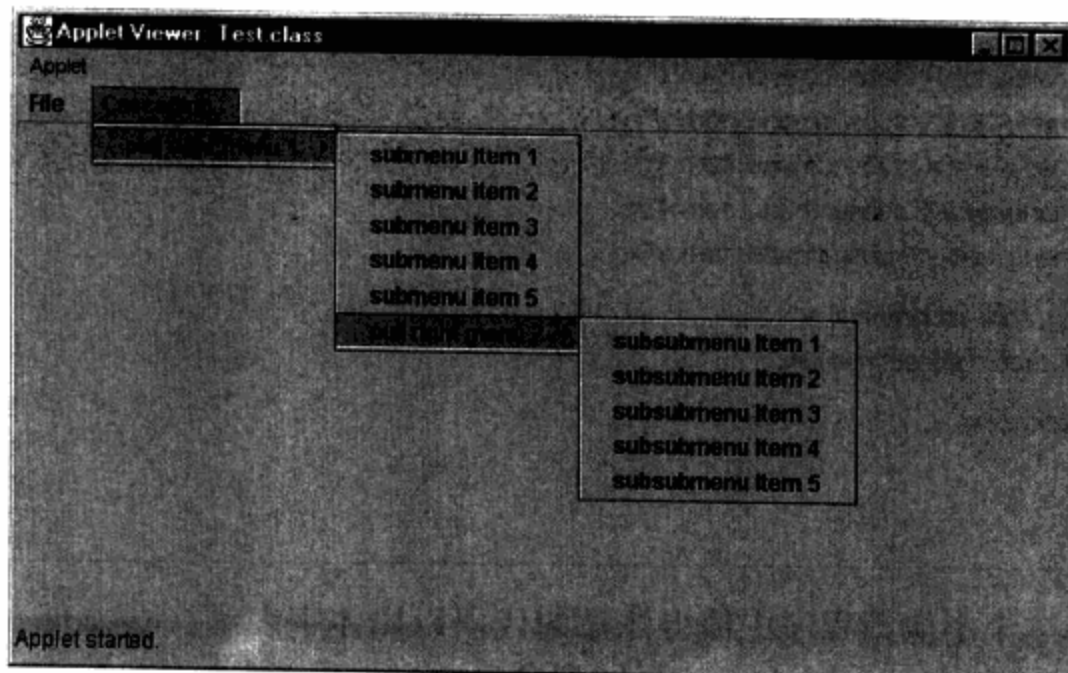 Applet Viewer: Test.class
Applet
File
submenu item 1
submenu item 2
submenu item 3
submenu item 4
submenu item 5
subsubmenu item 1
subsubmenu item 2
subsubmenu item 3
subsubmenu item 4
subsubmenu item 5
Applet started.